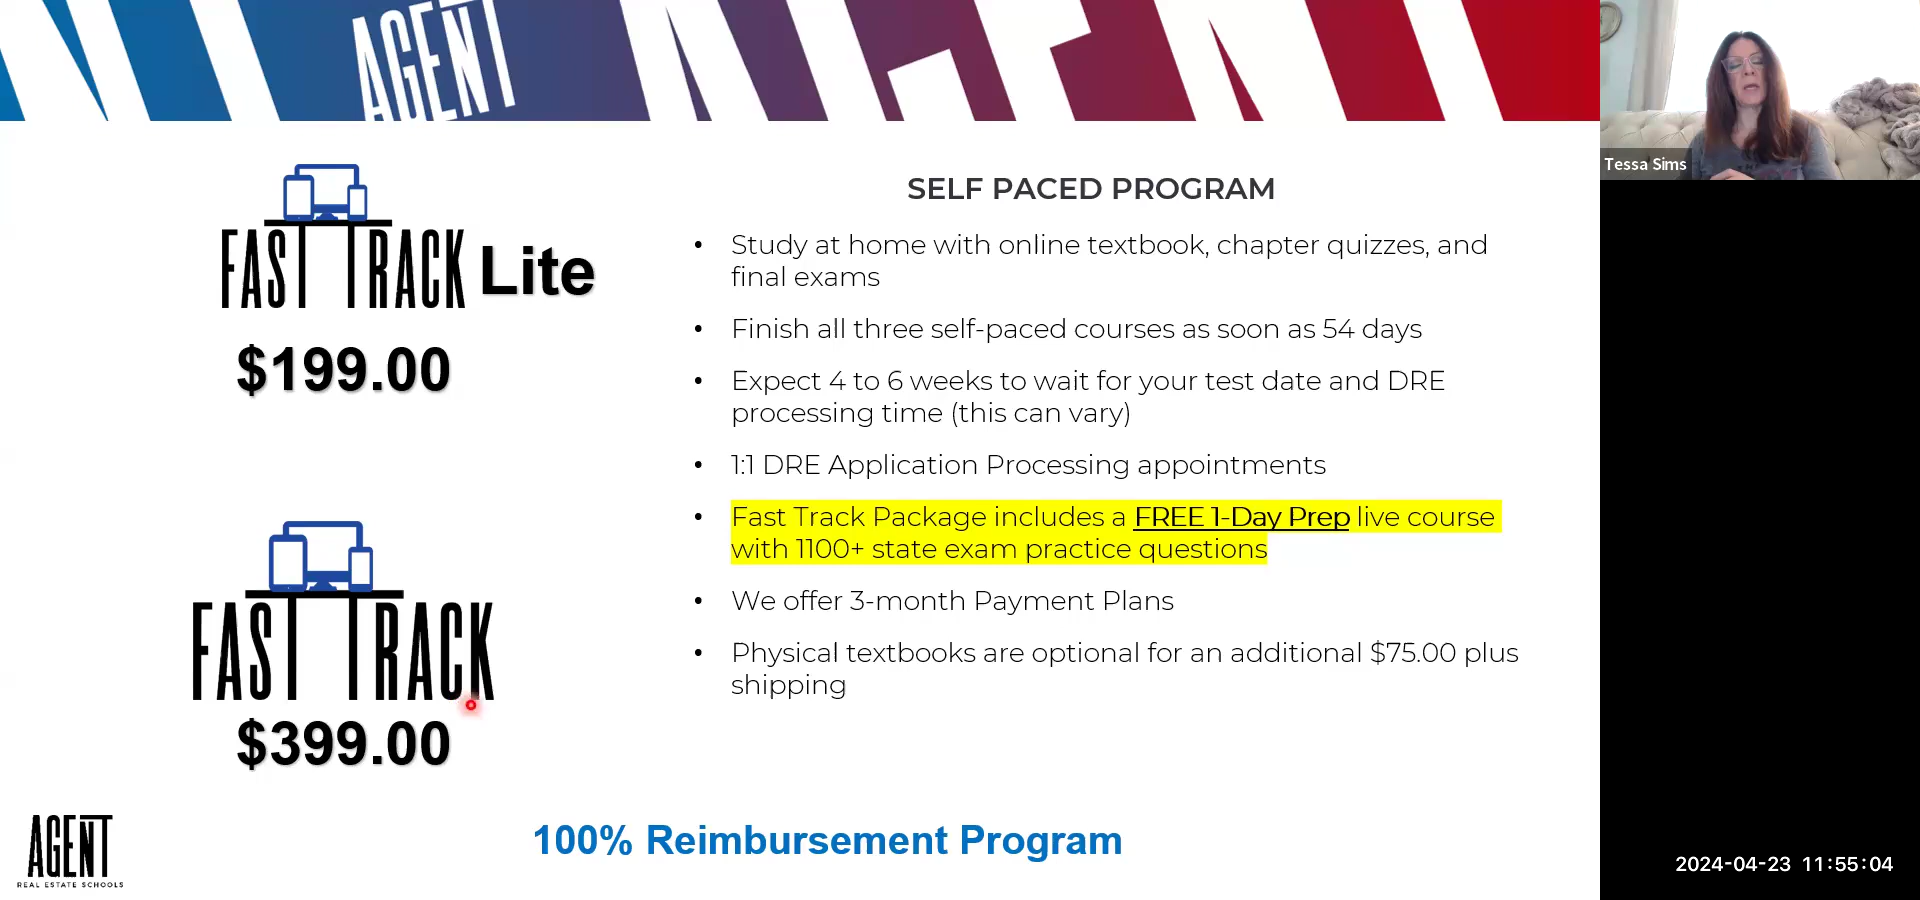 AGENT
Tessa Sims
FAST TRACK Lite
$199.00
FAST TRACK
$399.00
SELF PACED PROGRAM
• Study at home with online textbook, chapter quizzes, and
final exams
• Finish all three self-paced courses as soon as 54 days
• Expect 4 to 6 weeks to wait for your test date and DRE
processing time (this can vary)
• 1:1 DRE Application Processing appointments
• Fast Track Package includes a FREE 1-Day Prep live course
with 1100+ state exam practice questions
• We offer 3-month Payment Plans
• Physical textbooks are optional for an additional $75.00 plus
shipping
100% Reimbursement Program
AGENT
REAL ESTATE SCHOOLS
2024-04-23 11:55:04